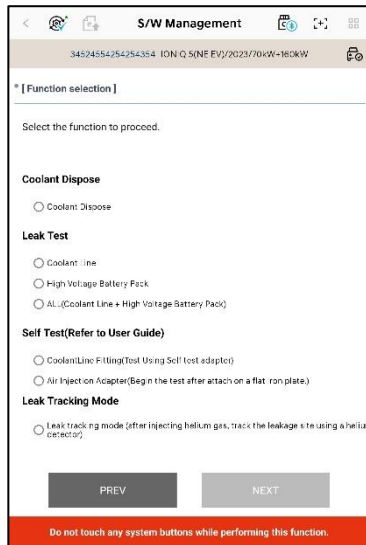 S/W Management
34524554254254354 ION Q 5(NE EV)/2023/70kW+160kW
* [ Function selection ]
Select the function to proceed.
Coolant Dispose
Coolant Dispose
Leak Test
Coolant Line
High Voltage Battery Pack
ALL(Coolant Line + High Voltage Battery Pack)
Self Test(Refer to User Guide)
CoolantLine Fitting(Test Using Self test adapter)
Air Injection Adapter(Begin the test after attach on a flat iron plate.)
Leak Tracking Mode
Leak tracking mode (after injecting helium gas, track the leakage site using a heliu
detector)
PREV
NEXT
Do not touch any system buttons while performing this function.